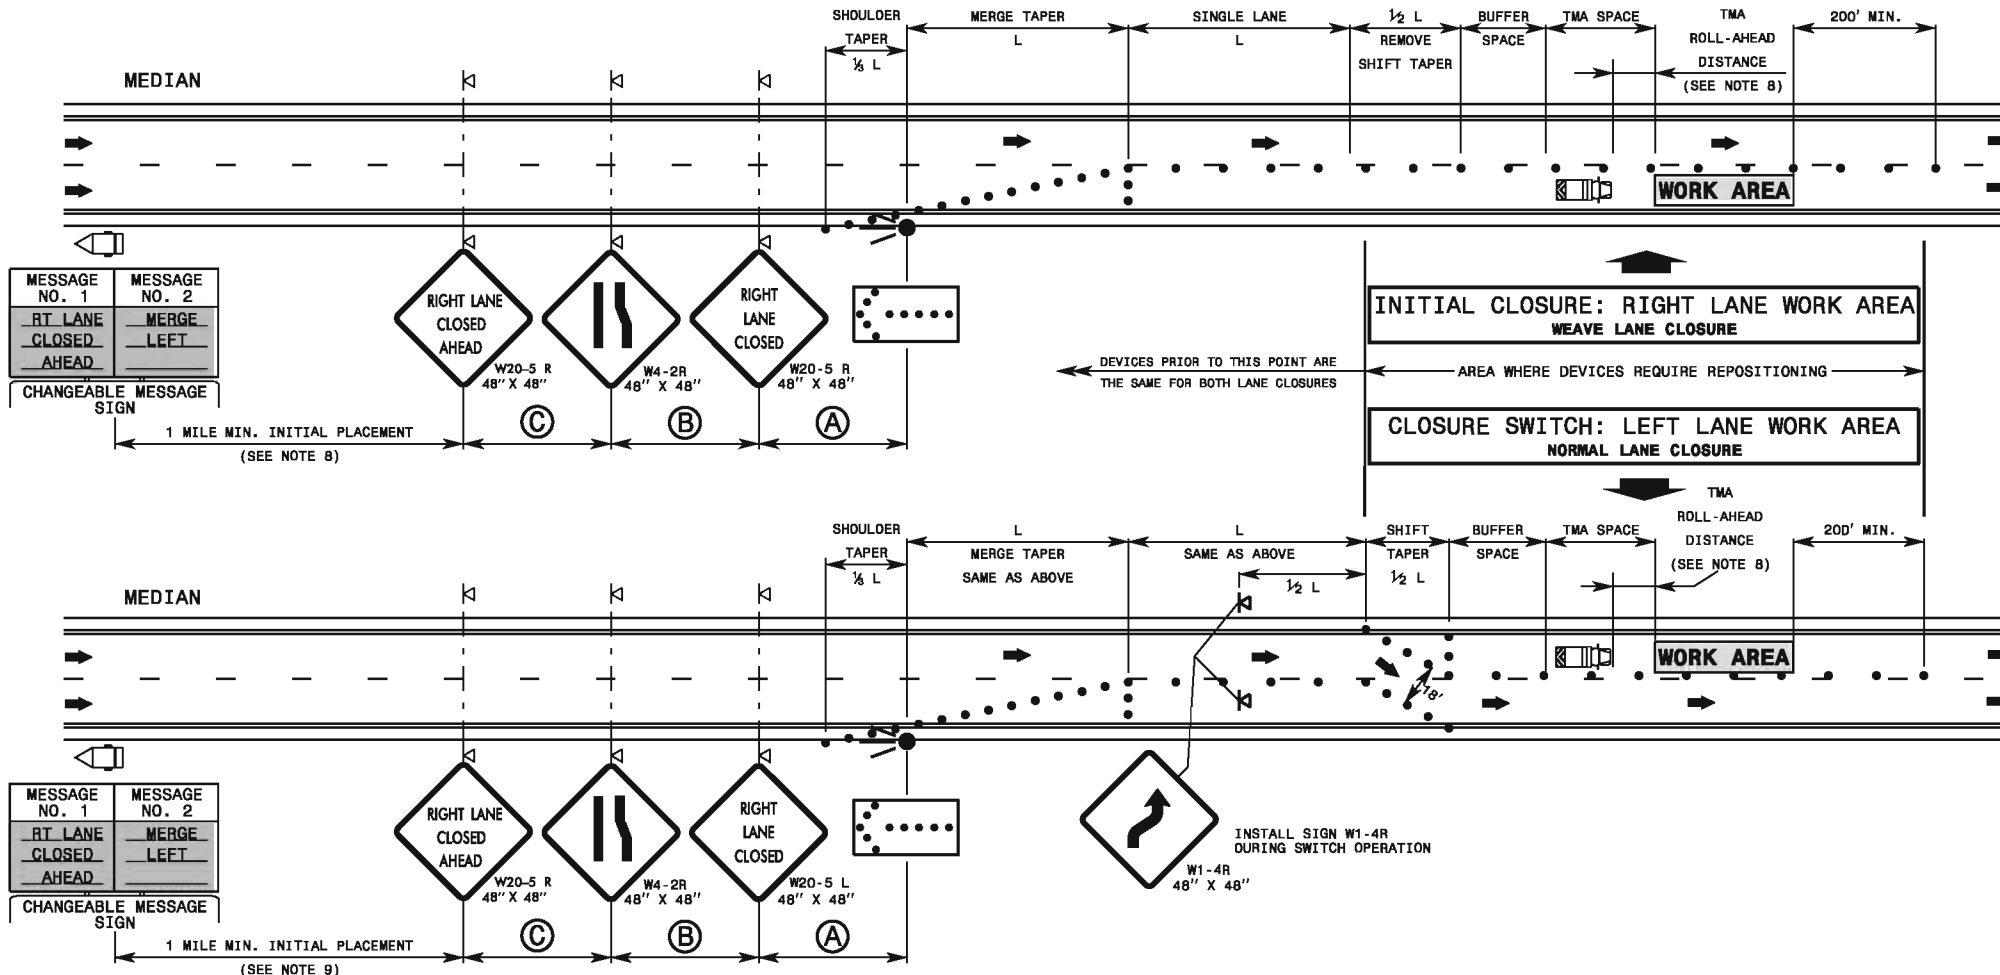 SHOULDER
TAPER
⅓ L
MERGE TAPER
L
SINGLE LANE
L
½ L
REMOVE
SHIFT TAPER
BUFFER
SPACE
TMA SPACE
TMA
ROLL-AHEAD
DISTANCE
(SEE NOTE 8)
200' MIN.
MEDIAN
WORK AREA
MESSAGE
NO. 1
MESSAGE
NO. 2
RT LANE
CLOSED
AHEAD
MERGE
LEFT
CHANGEABLE MESSAGE
SIGN
RIGHT LANE
CLOSED
AHEAD
W20-5 R
48" X 48"
W4-2R
48" X 48"
RIGHT
LANE
CLOSED
W20-5 R
48" X 48"
C
B
A
1 MILE MIN. INITIAL PLACEMENT
(SEE NOTE 8)
INITIAL CLOSURE: RIGHT LANE WORK AREA
WEAVE LANE CLOSURE
DEVICES PRIOR TO THIS POINT ARE
THE SAME FOR BOTH LANE CLOSURES
AREA WHERE DEVICES REQUIRE REPOSITIONING
CLOSURE SWITCH: LEFT LANE WORK AREA
NORMAL LANE CLOSURE
SHOULDER
TAPER
⅓ L
L
MERGE TAPER
SAME AS ABOVE
L
SAME AS ABOVE
½ L
SHIFT
TAPER
½ L
BUFFER
SPACE
TMA SPACE
TMA
ROLL-AHEAD
DISTANCE
(SEE NOTE 8)
20D' MIN.
MEDIAN
18'
WORK AREA
MESSAGE
NO. 1
MESSAGE
NO. 2
RT LANE
CLOSED
AHEAD
MERGE
LEFT
CHANGEABLE MESSAGE
SIGN
RIGHT LANE
CLOSED
AHEAD
W20-5 R
48" X 48"
W4-2R
48" X 48"
RIGHT
LANE
CLOSED
W20-5 L
48" X 48"
INSTALL SIGN W1-4R
DURING SWITCH OPERATION
W1-4R
48" X 48"
C
B
A
1 MILE MIN. INITIAL PLACEMENT
(SEE NOTE 9)